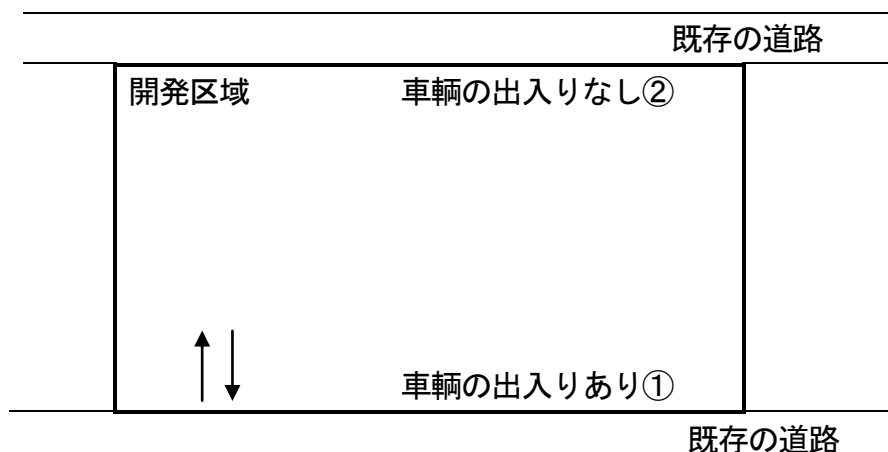 既存の道路
開発区域
車輌の出入りなし②
車輌の出入りあり①
既存の道路